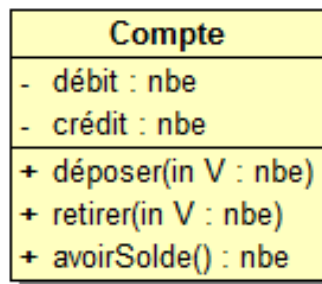 Compte
- débit : nbe
- crédit : nbe
+ déposer(in V : nbe)
+ retirer(in V : nbe)
+ avoirSolde() : nbe